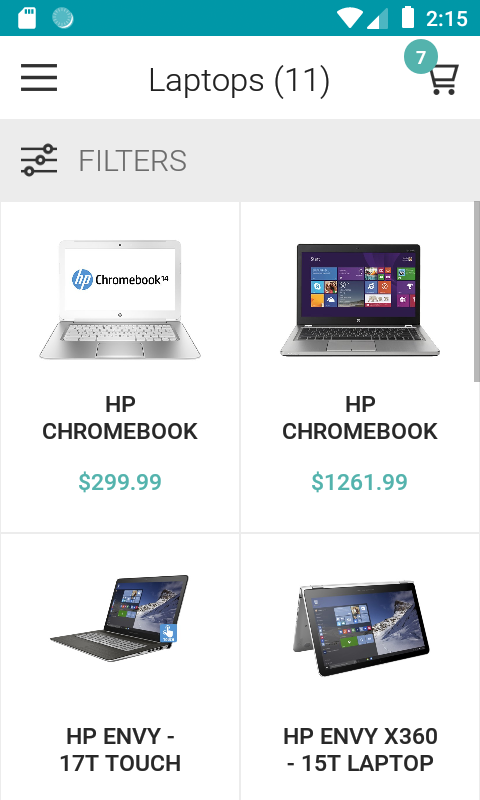 2:15
Laptops (11)
7
FILTERS
hp Chromebook 14
Start
HP
CHROMEBOOK
$299.99
HP
CHROMEBOOK
$1261.99
HP ENVY -
17T TOUCH
HP ENVY X360
- 15T LAPTOP